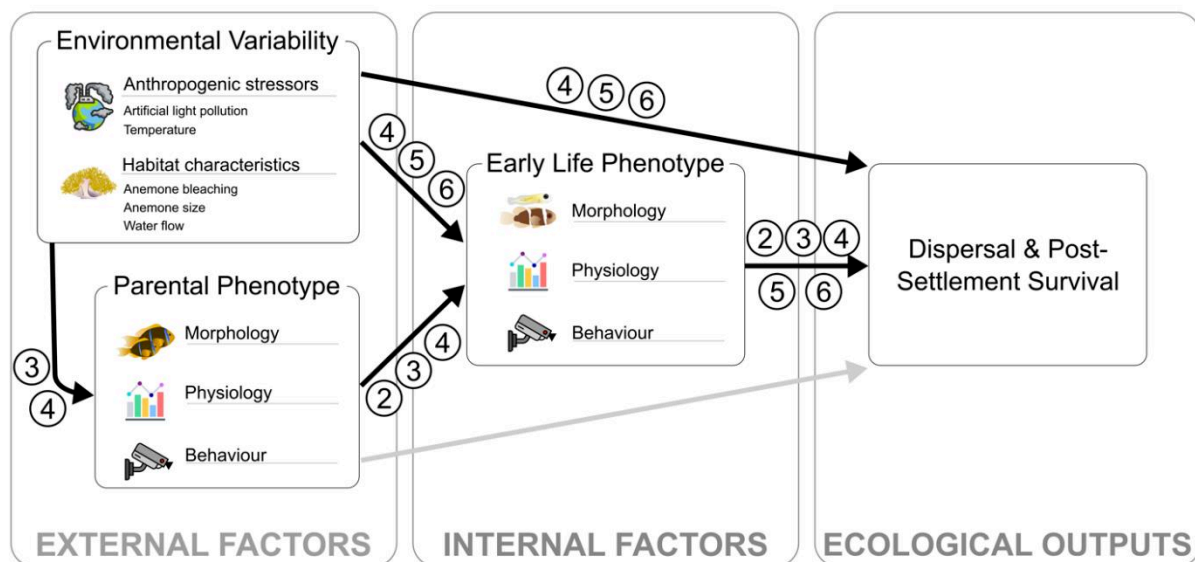 Environmental Variability
Anthropogenic stressors
Artificial light pollution
Temperature
Habitat characteristics
Anemone bleaching
Anemone size
Water flow
3
4
Parental Phenotype
Morphology
Physiology
Behaviour
EXTERNAL FACTORS
4 5 6
4
5
6
2
3
4
Early Life Phenotype
Morphology
Physiology
Behaviour
INTERNAL FACTORS
2 3 4
5 6
Dispersal & Post-
Settlement Survival
ECOLOGICAL OUTPUTS